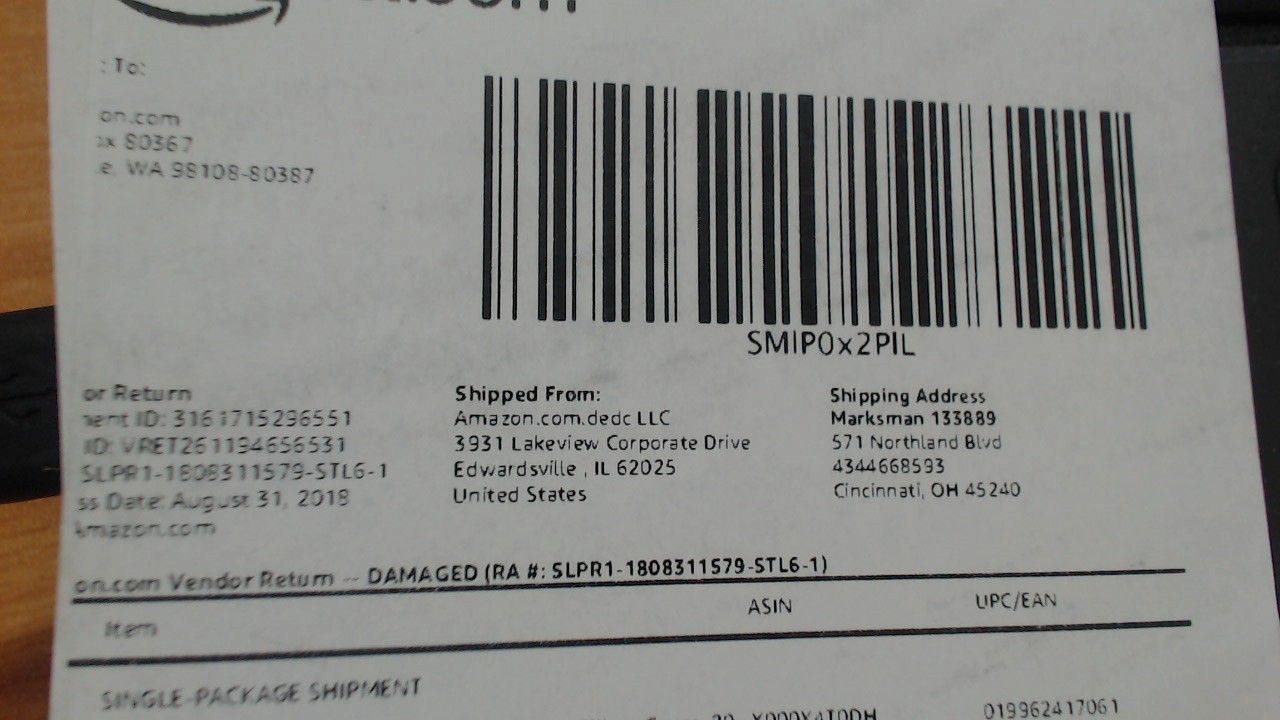 : To:
on.com
ox 80367
e, WA 98108-80387
SMIP0x2PIL
or Return
ment ID: 3161715296551
ID: VRET261194656531
SLPR1-1808311579-STL6-1
ss Date: August 31, 2018
Amazon.com
Shipped From:
Amazon.com.dedc LLC
3931 Lakeview Corporate Drive
Edwardsville , IL 62025
United States
Shipping Address
Marksman 133889
571 Northland Blvd
4344668593
Cincinnati, OH 45240
on.com Vendor Return -- DAMAGED (RA #: SLPR1-1808311579-STL6-1)
Item ASIN UPC/EAN
SINGLE-PACKAGE SHIPMENT
019962417061